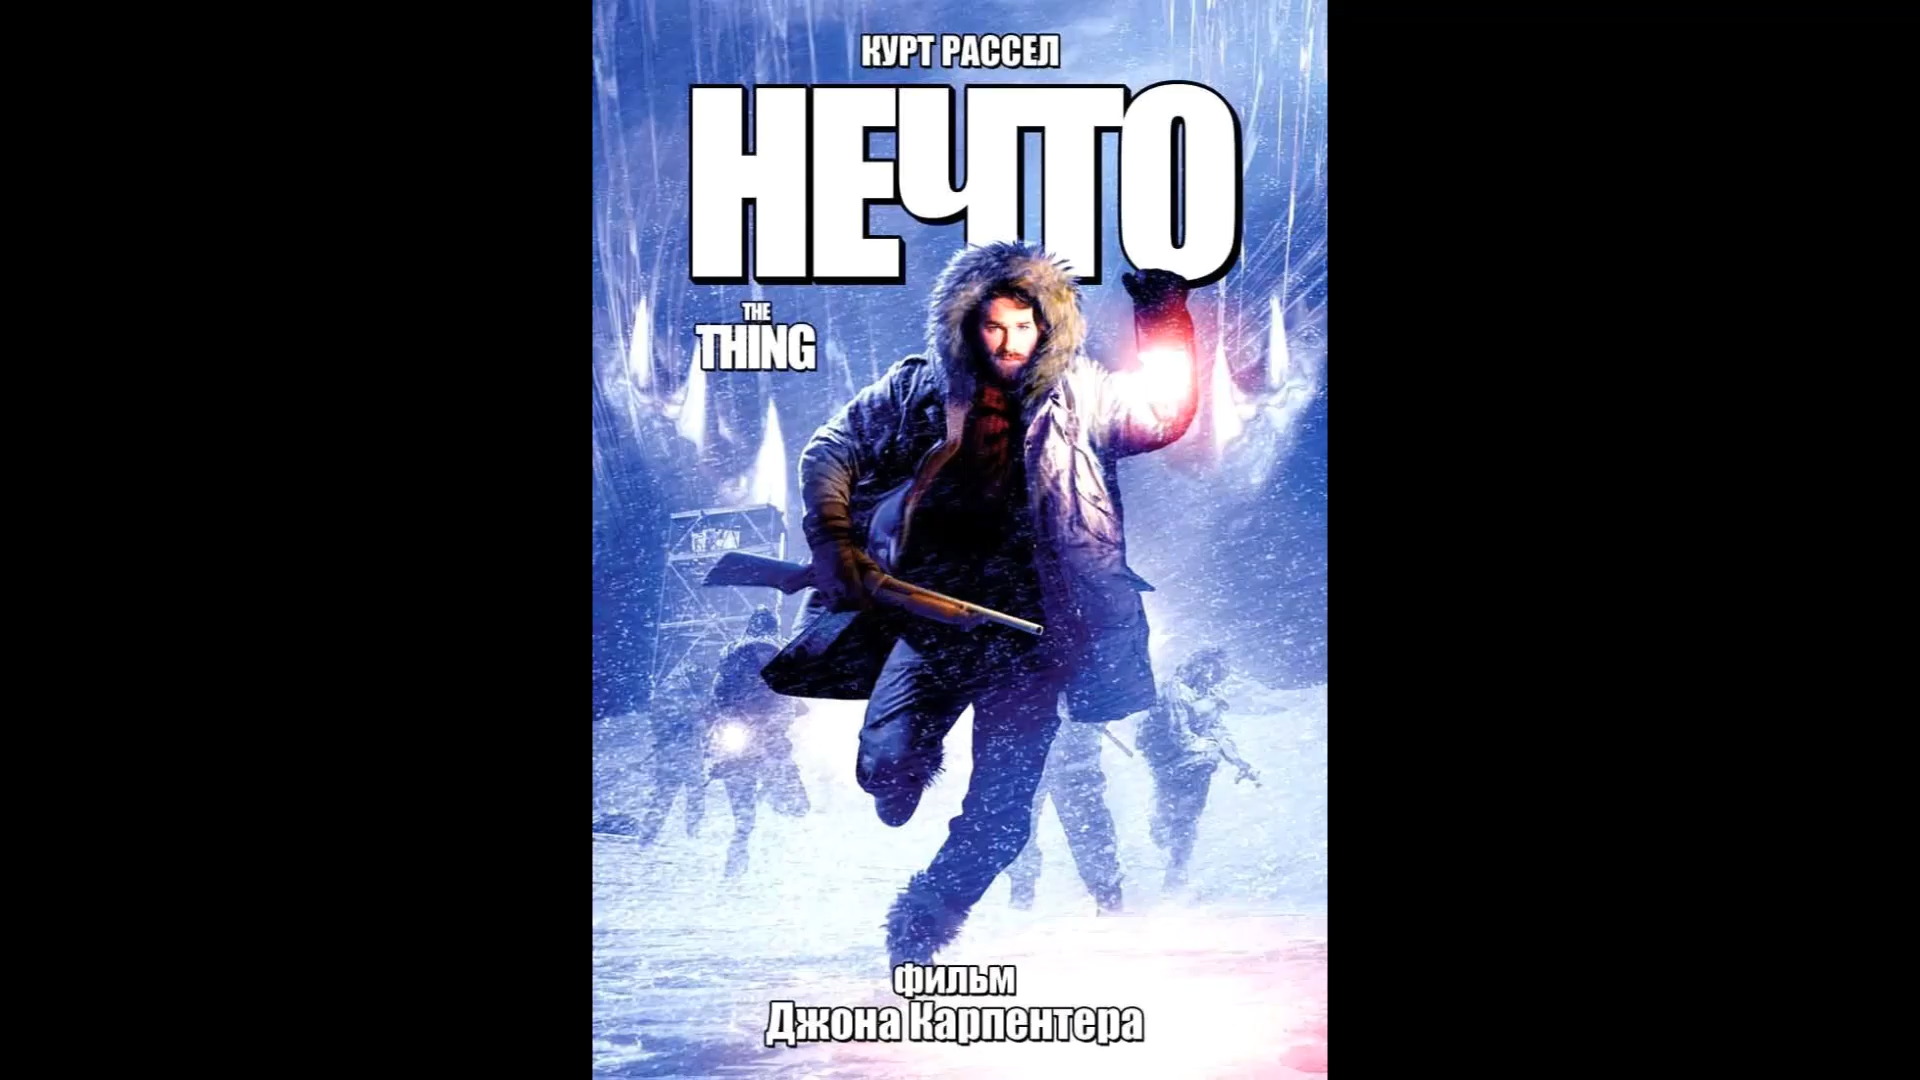 КУРТ РАССЕЛ
НЕЧТО
THE
THING
фильм
Джона Карпентера